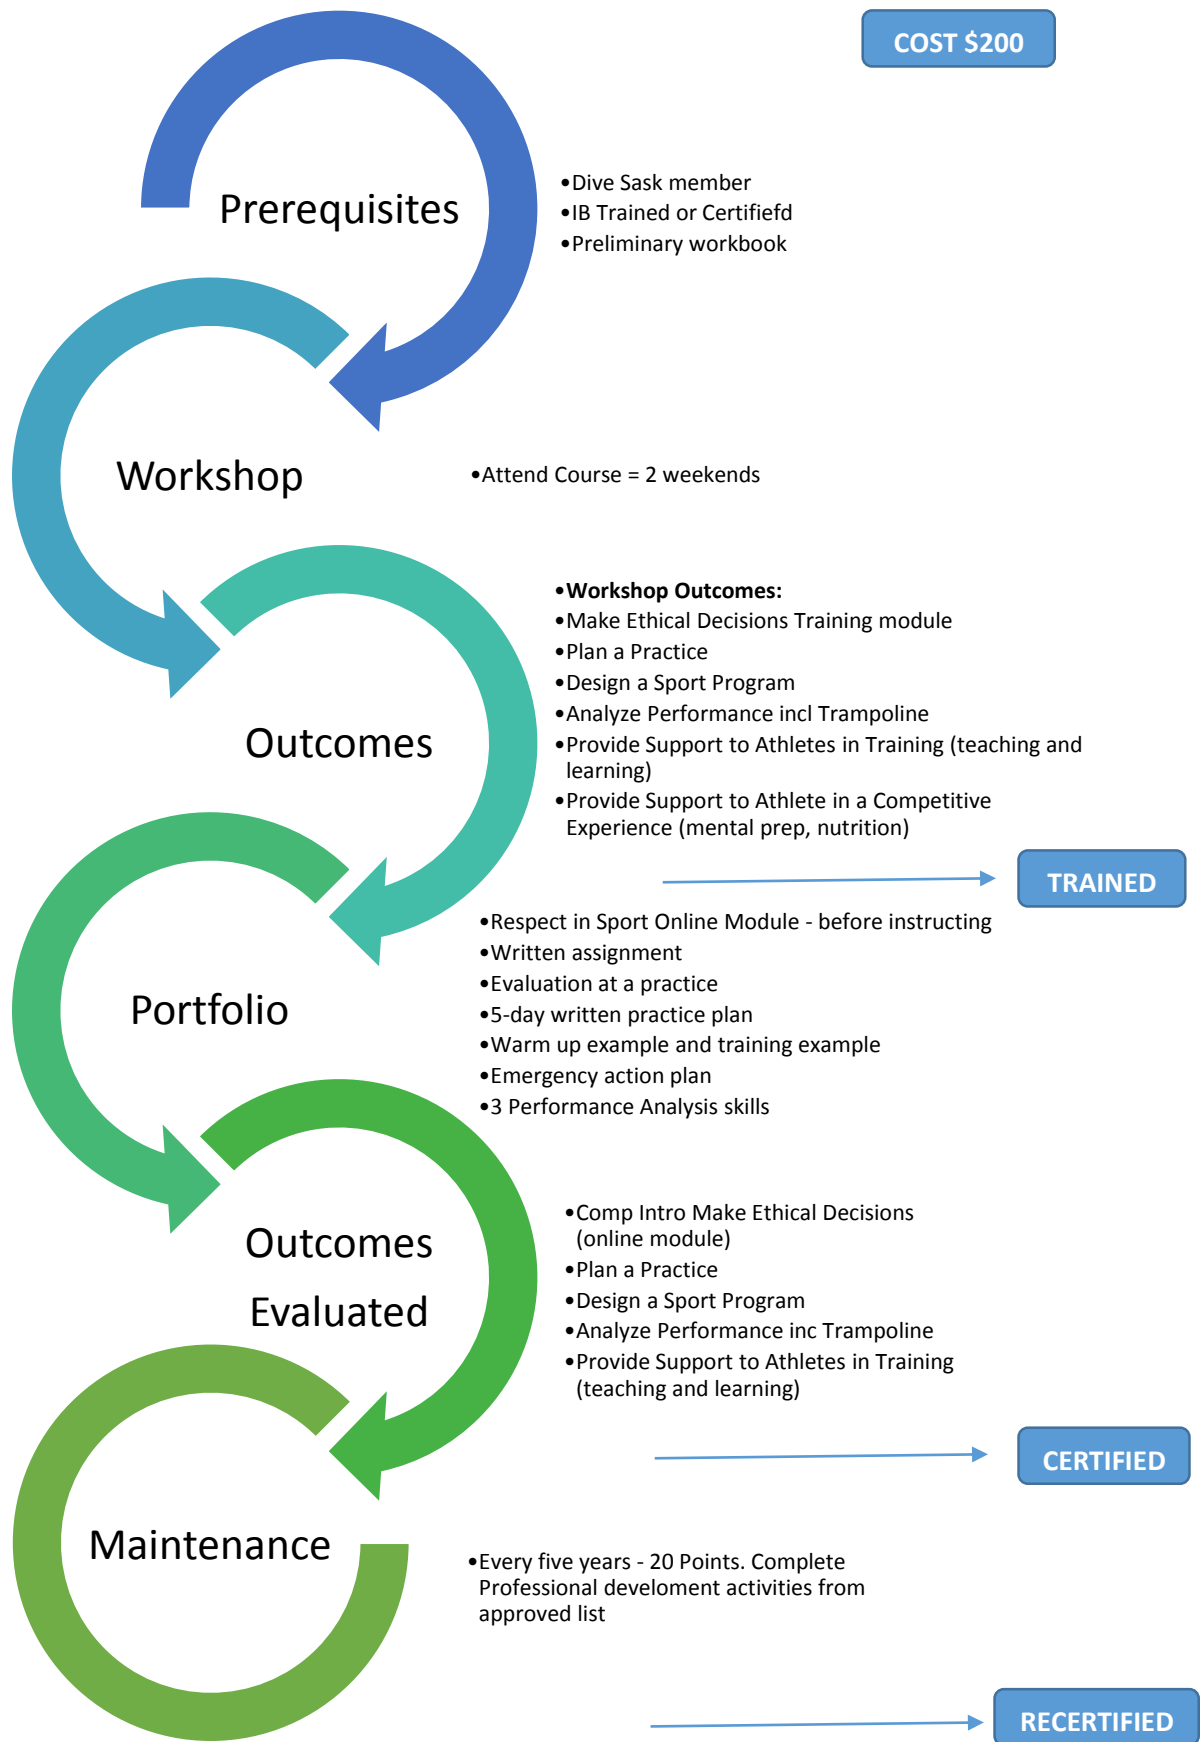 COST $200
Prerequisites
•Dive Sask member
•IB Trained or Certifiefd
•Preliminary workbook
Workshop
•Attend Course = 2 weekends
Outcomes
•Workshop Outcomes:
•Make Ethical Decisions Training module
•Plan a Practice
•Design a Sport Program
•Analyze Performance incl Trampoline
•Provide Support to Athletes in Training (teaching and
learning)
•Provide Support to Athlete in a Competitive
Experience (mental prep, nutrition)
TRAINED
Portfolio
•Respect in Sport Online Module - before instructing
•Written assignment
•Evaluation at a practice
•5-day written practice plan
•Warm up example and training example
•Emergency action plan
•3 Performance Analysis skills
Outcomes
Evaluated
•Comp Intro Make Ethical Decisions
(online module)
•Plan a Practice
•Design a Sport Program
•Analyze Performance inc Trampoline
•Provide Support to Athletes in Training
(teaching and learning)
CERTIFIED
Maintenance
•Every five years - 20 Points. Complete
Professional develoment activities from
approved list
RECERTIFIED